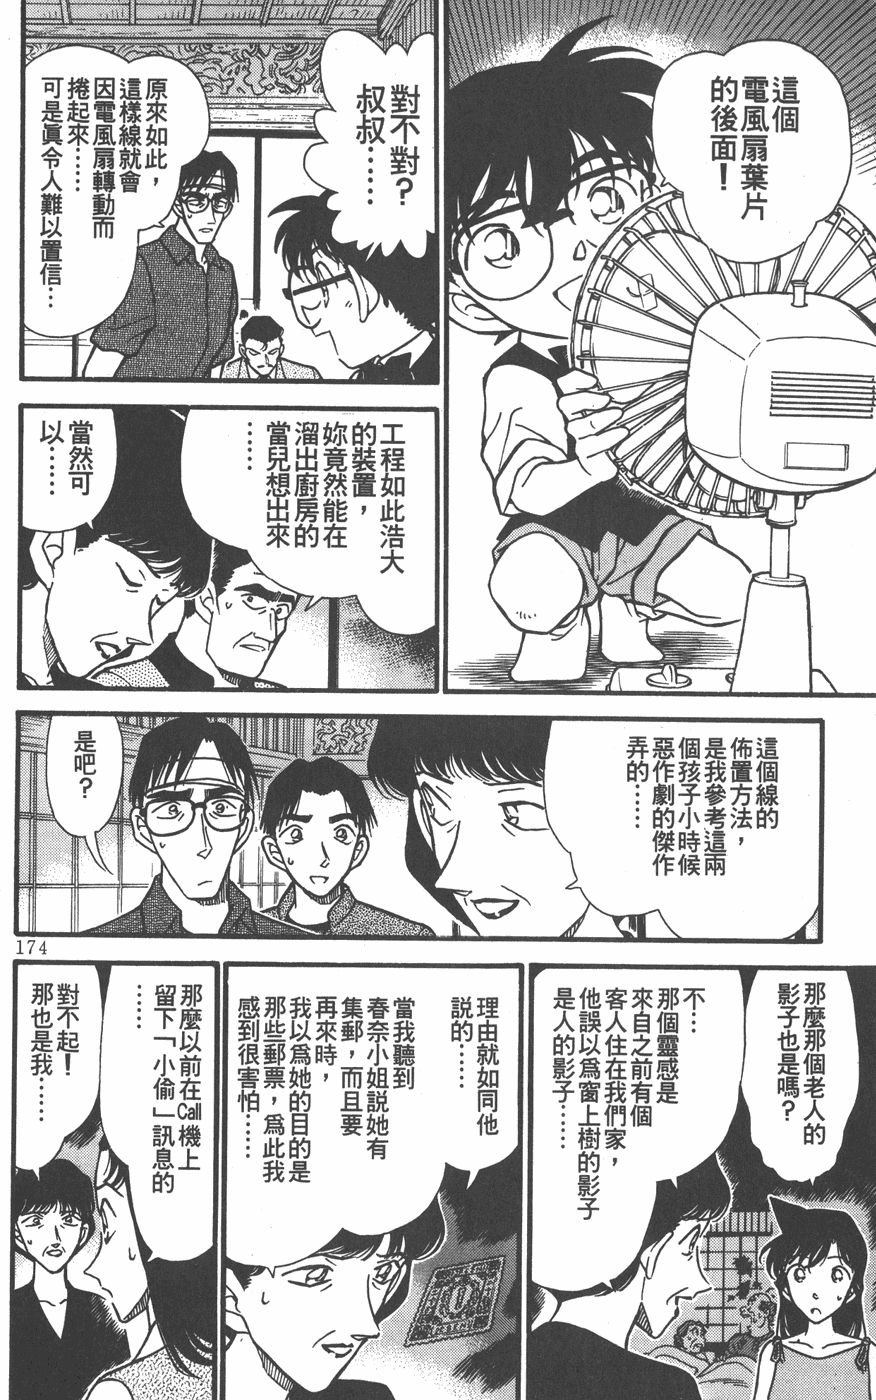 這個
電風扇葉片
的後面！
對不對？
叔叔……
原來如此，
這樣線就會
因電風扇轉動而
捲起來……
可是眞令人難以置信…
工程如此浩大
的裝置，
妳竟然能在
溜出廚房的
當兒想出來
……
當然可
以……
這個線的
佈置方法，
是我參考這兩
個孩子小時候
惡作劇的傑作
弄的……
是吧？
174
那麼那個老人的
影子也是嗎？
不…
那個靈感是
來自之前有個
客人住在我們家，
他誤以爲窗上樹的影子
是人的影子……
理由就如同他
説的……
當我聽到
春奈小姐説她有
集郵，而且要
再來時，
我以爲她的目的是
那些郵票，爲此我
感到很害怕……
那麼以前在Call機上
留下「小偷」訊息的
……
對不起！
那也是我……